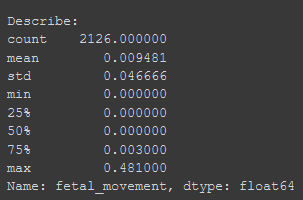 Describe:
count    2126.000000
mean        0.009481
std         0.046666
min         0.000000
25%         0.000000
50%         0.000000
75%         0.003000
max         0.481000
Name: fetal_movement, dtype: float64